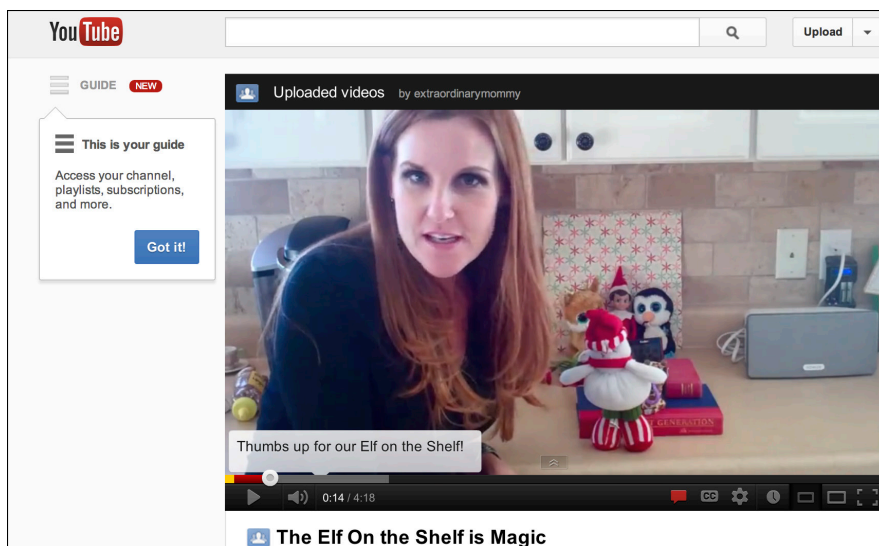 You Tube
Upload
GUIDE NEW
Uploaded videos by extraordinarymommy
This is your guide
Access your channel,
playlists, subscriptions,
and more.
Got it!
GENERATION
Thumbs up for our Elf on the Shelf!
0:14 / 4:18
CC
The Elf On the Shelf is Magic